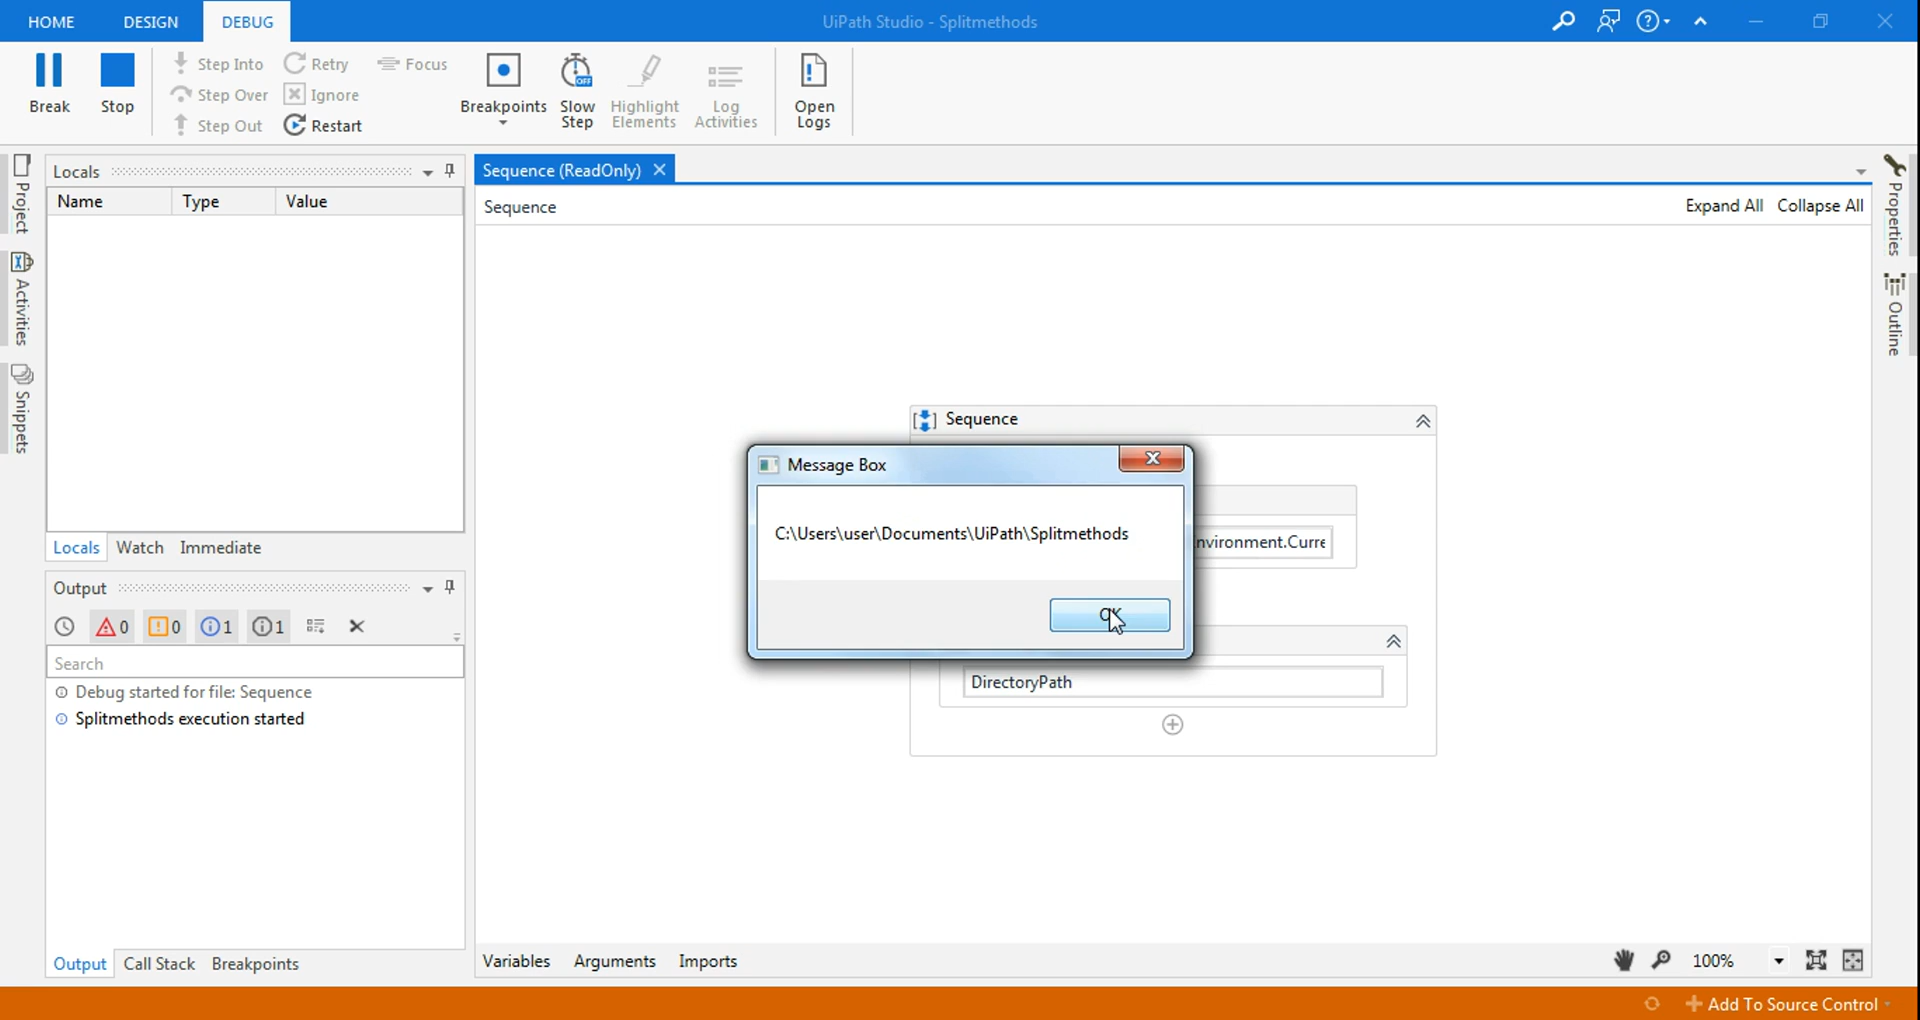 HOME DESIGN DEBUG UiPath Studio - Splitmethods
Break Stop
Step Into Retry Focus
Step Over Ignore
Step Out Restart
Breakpoints
Slow
Step
Highlight
Elements
Log
Activities
Open
Logs
Project
Activities
Snippets
Locals
Name Type Value
Locals Watch Immediate
Output
0 0 1 1
Search
Debug started for file: Sequence
Splitmethods execution started
Output Call Stack Breakpoints
Sequence (ReadOnly)
Sequence Expand All Collapse All
Sequence
Message Box
C:\Users\user\Documents\UiPath\Splitmethods
nvironment.Curre
OK
DirectoryPath
Variables Arguments Imports 100%
Properties
Outline
Add To Source Control